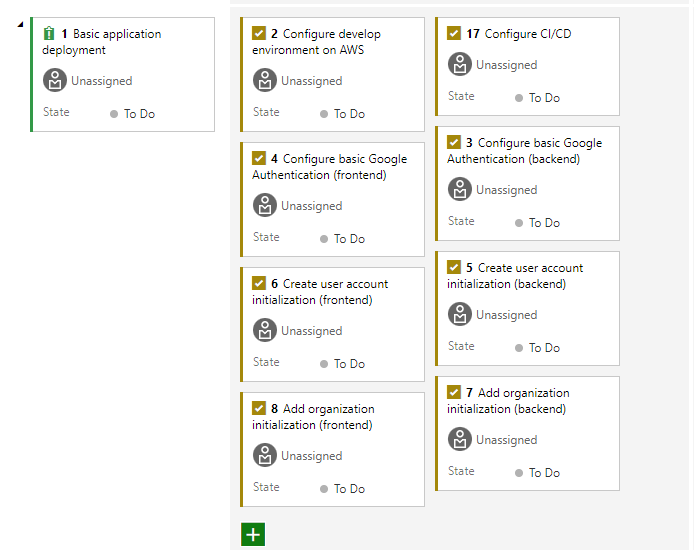 1 Basic application
deployment
Unassigned
State To Do
2 Configure develop
environment on AWS
Unassigned
State To Do
17 Configure CI/CD
Unassigned
State To Do
4 Configure basic Google
Authentication (frontend)
Unassigned
State To Do
3 Configure basic Google
Authentication (backend)
Unassigned
State To Do
6 Create user account
initialization (frontend)
Unassigned
State To Do
5 Create user account
initialization (backend)
Unassigned
State To Do
8 Add organization
initialization (frontend)
Unassigned
State To Do
7 Add organization
initialization (backend)
Unassigned
State To Do